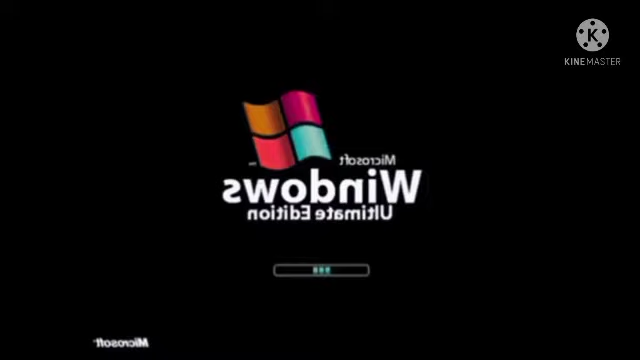 K
KINEMASTER
Microsoft
Windows
Ultimate Edition
Microsoft